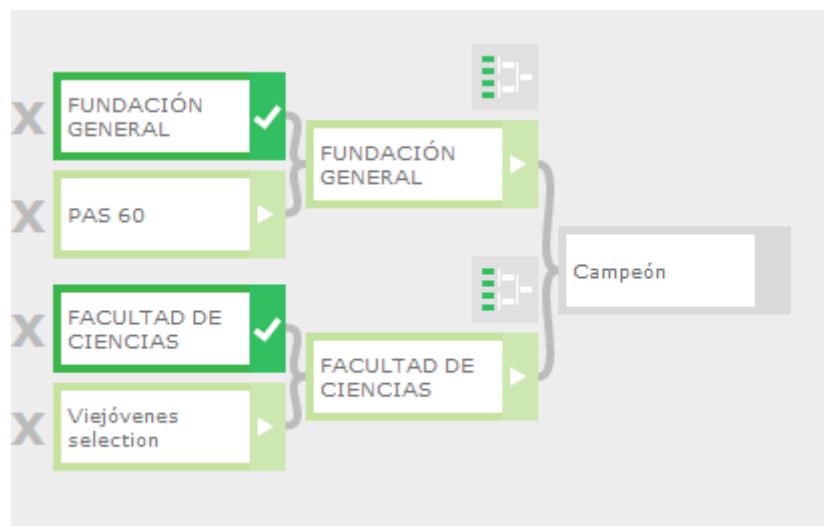 X
FUNDACIÓN
GENERAL
X
PAS 60
FUNDACIÓN
GENERAL
Campeón
X
FACULTAD DE
CIENCIAS
X
Viejóvenes
selection
FACULTAD DE
CIENCIAS